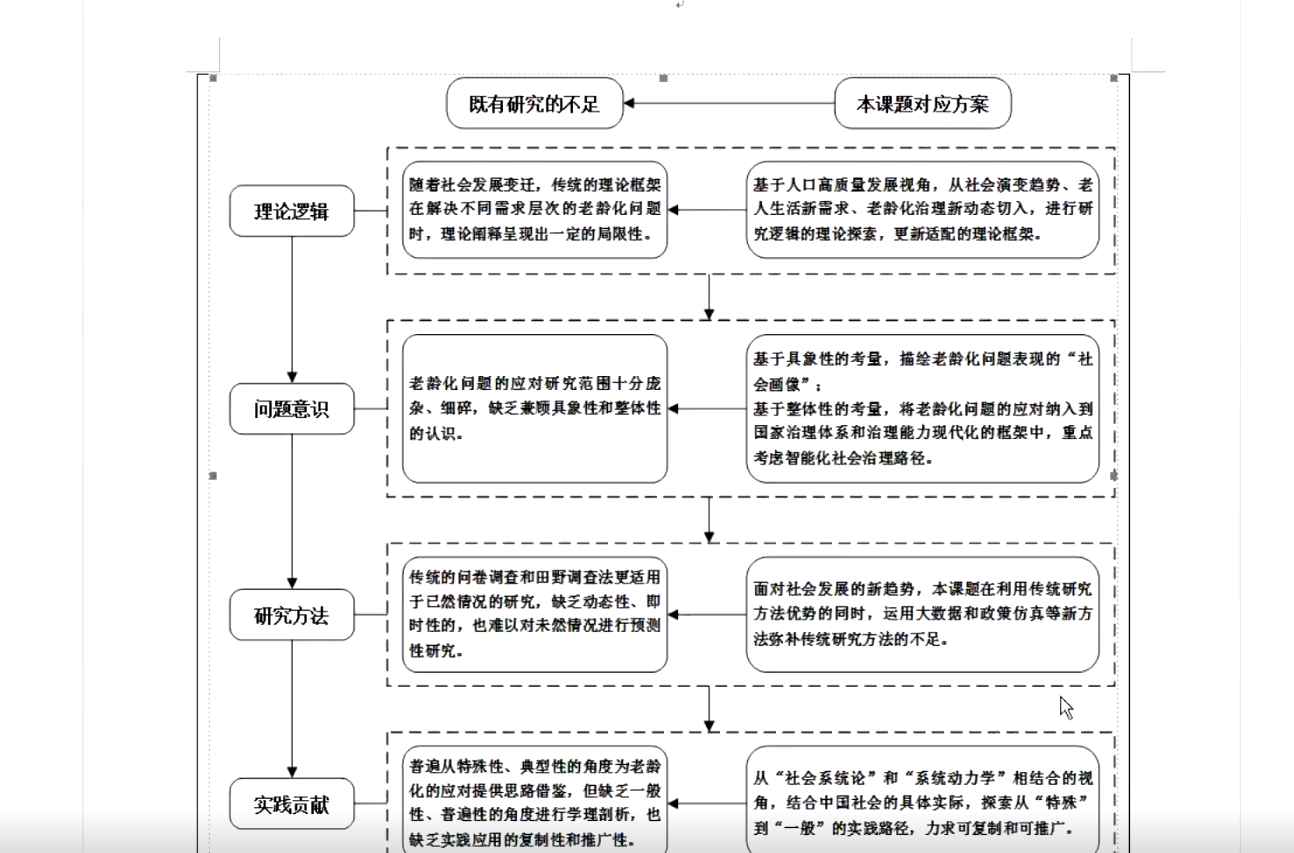 既有研究的不足
本课题对应方案
理论逻辑
随着社会发展变迁，传统的理论框架
在解决不同需求层次的老龄化问题
时，理论阐释呈现出一定的局限性。
基于人口高质量发展视角，从社会演变趋势、老
人生活新需求、老龄化治理新动态切入，进行研
究逻辑的理论探索，更新适配的理论框架。
问题意识
老龄化问题的应对研究范围十分庞
杂、细碎，缺乏兼顾具象性和整体性
的认识。
基于具象性的考量，描绘老龄化问题表现的“社
会画像”；
基于整体性的考量，将老龄化问题的应对纳入到
国家治理体系和治理能力现代化的框架中，重点
考虑智能化社会治理路径。
研究方法
传统的问卷调查和田野调查法更适用
于已然情况的研究，缺乏动态性、即
时性的，也难以对未然情况进行预测
性研究。
面对社会发展的新趋势，本课题在利用传统研究
方法优势的同时，运用大数据和政策仿真等新方
法弥补传统研究方法的不足。
实践贡献
普遍从特殊性、典型性的角度为老龄
化的应对提供思路借鉴，但缺乏一般
性、普遍性的角度进行学理剖析，也
缺乏实践应用的复制性和推广性。
从“社会系统论”和“系统动力学”相结合的视
角，结合中国社会的具体实际，探索从“特殊”
到“一般”的实践路径，力求可复制和可推广。